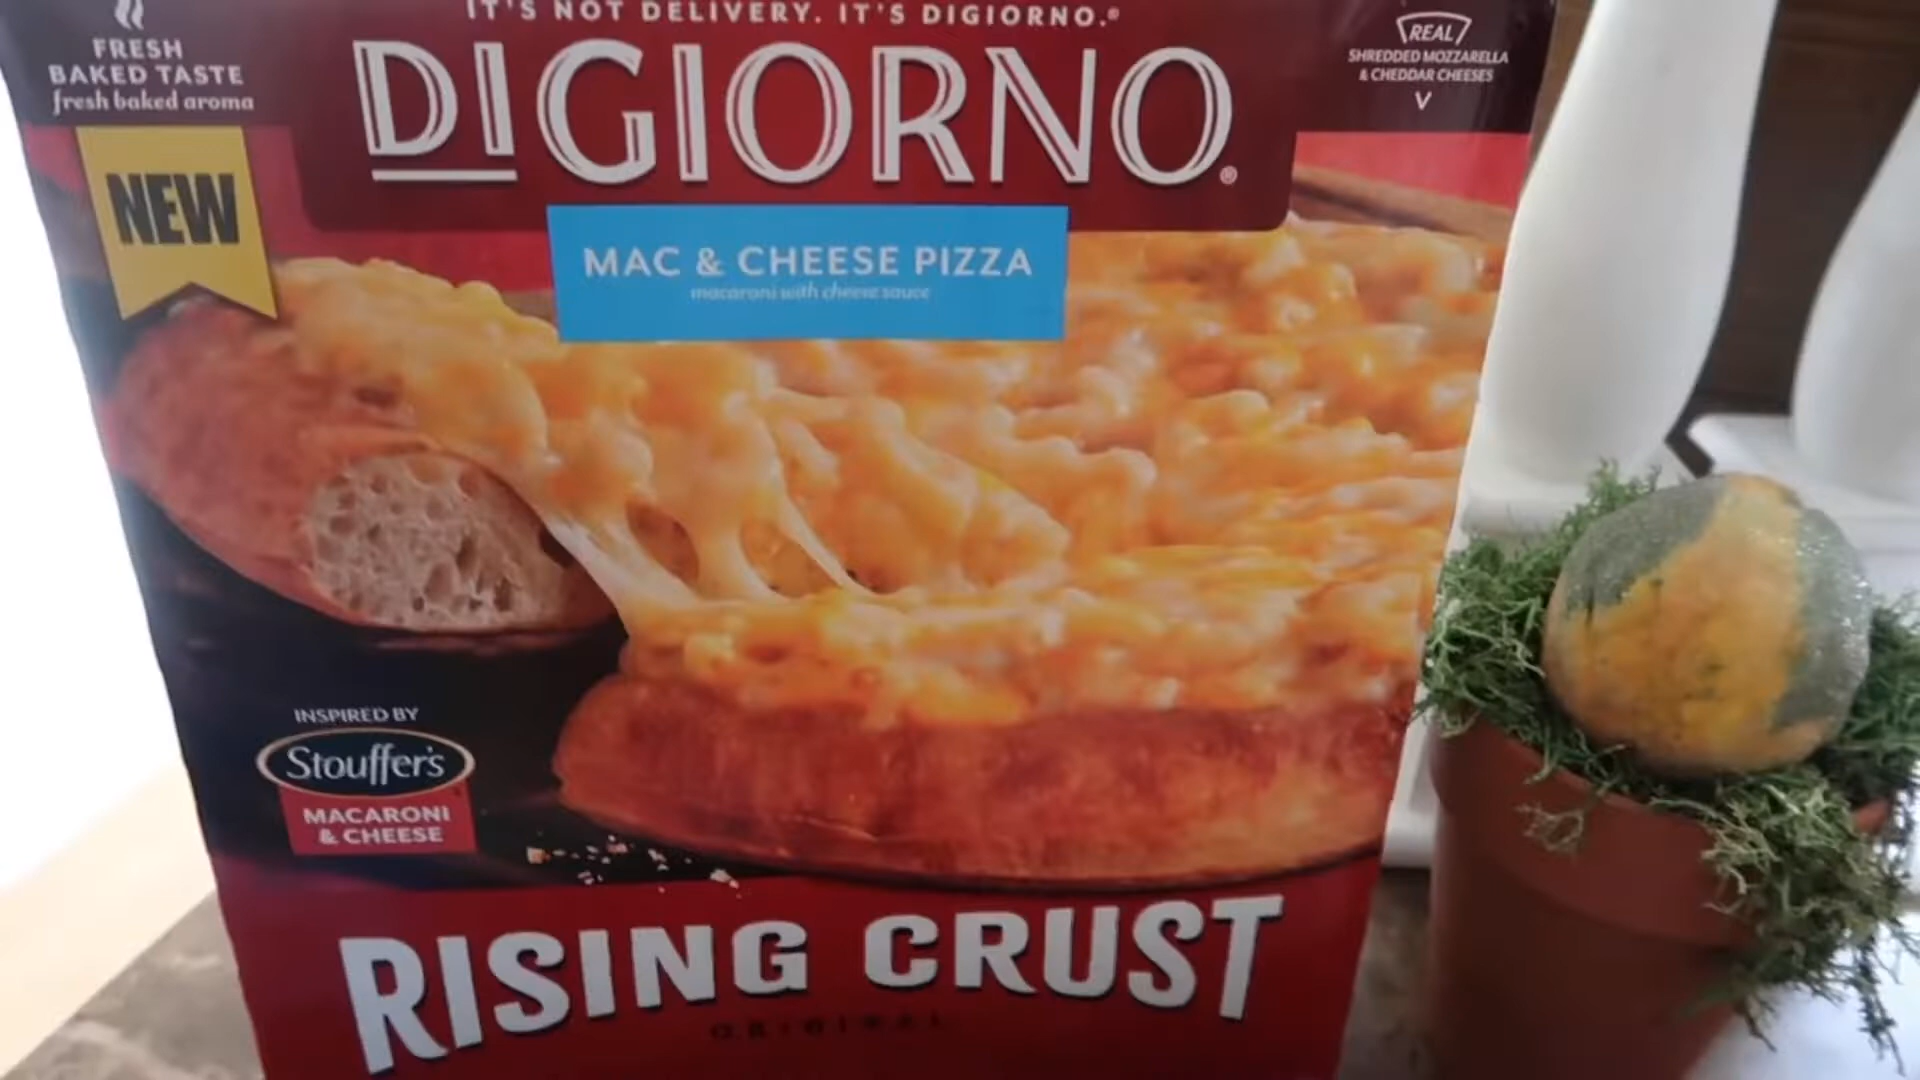 IT'S NOT DELIVERY. IT'S DIGIORNO.®
DIGIORNO®
FRESH
BAKED TASTE
fresh baked aroma
REAL
SHREDDED MOZZARELLA
& CHEDDAR CHEESES
V
NEW
MAC & CHEESE PIZZA
macaroni with cheese sauce
INSPIRED BY
Stouffer's
MACARONI
& CHEESE
RISING CRUST
ORIGINAL